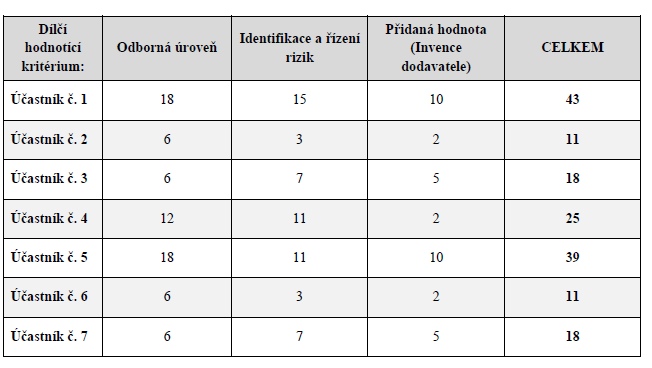 Dílčí hodnotící kritérium: Odborná úroveň Identifikace a řízení rizik Přidaná hodnota (Invence dodavatele) CELKEM
Účastník č. 1 18 15 10 43
Účastník č. 2 6 3 2 11
Účastník č. 3 6 7 5 18
Účastník č. 4 12 11 2 25
Účastník č. 5 18 11 10 39
Účastník č. 6 6 3 2 11
Účastník č. 7 6 7 5 18